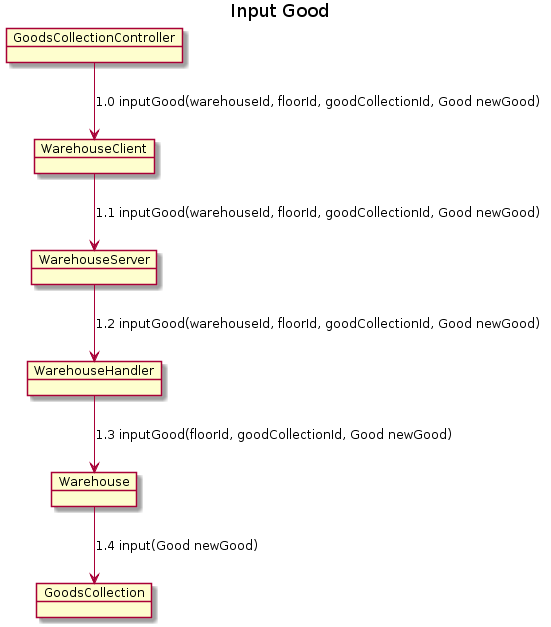 Input Good
GoodsCollectionController
1.0 inputGood(warehouseId, floorId, goodCollectionId, Good newGood)
WarehouseClient
1.1 inputGood(warehouseId, floorId, goodCollectionId, Good newGood)
WarehouseServer
1.2 inputGood(warehouseId, floorId, goodCollectionId, Good newGood)
WarehouseHandler
1.3 inputGood(floorId, goodCollectionId, Good newGood)
Warehouse
1.4 input(Good newGood)
GoodsCollection